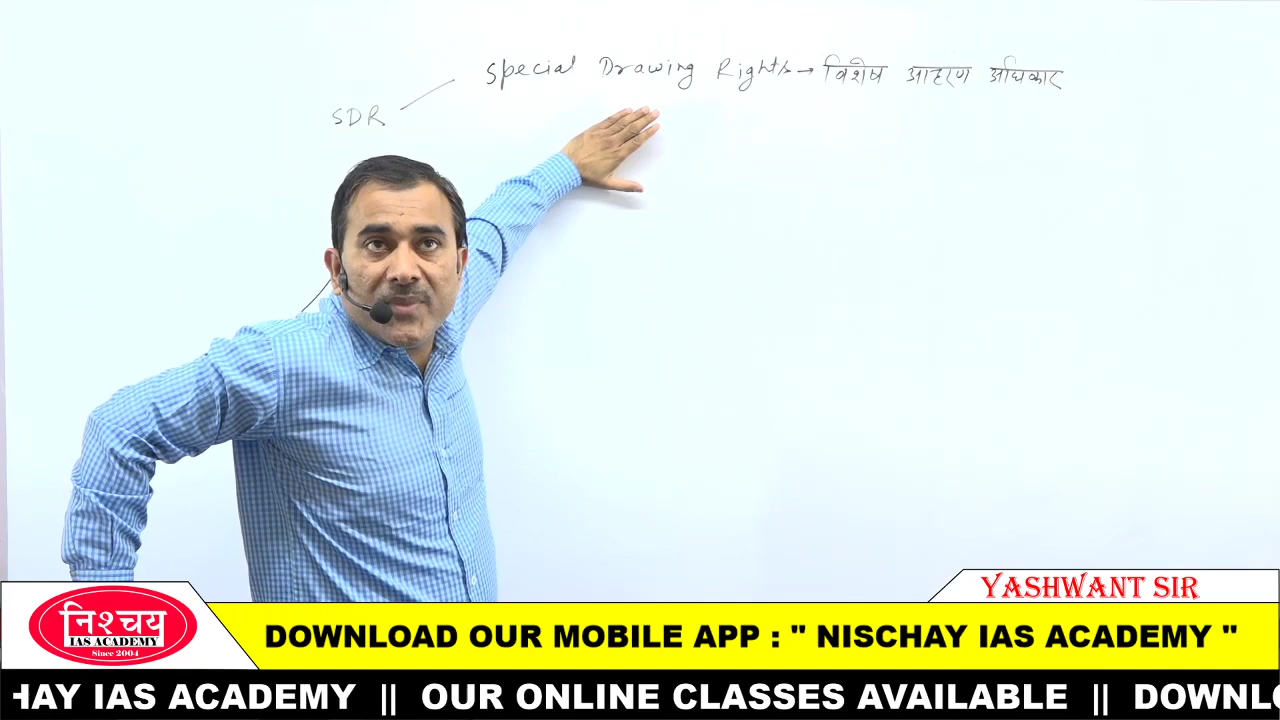 Special Drawing Rights → विशेष आहरण अधिकार
SDR
YASHWANT SIR
निश्चय
IAS ACADEMY
Since 2004
DOWNLOAD OUR MOBILE APP : " NISCHAY IAS ACADEMY "
HAY IAS ACADEMY || OUR ONLINE CLASSES AVAILABLE || DOWNL